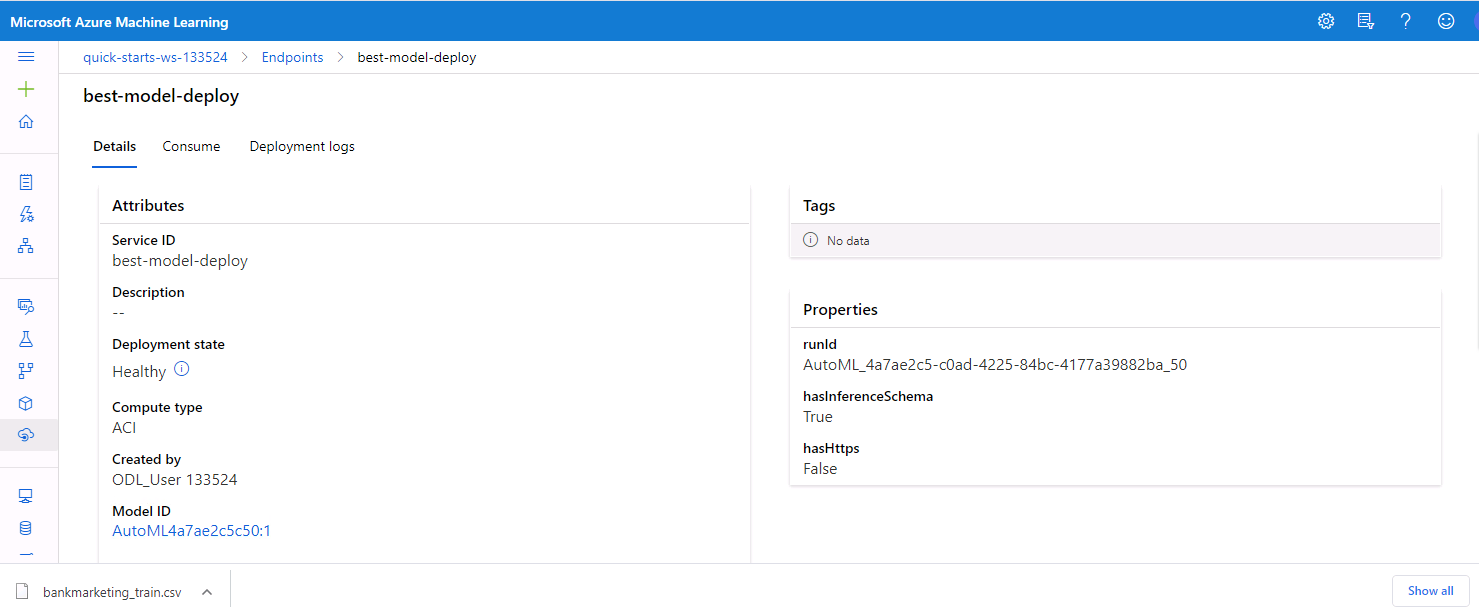 Microsoft Azure Machine Learning
quick-starts-ws-133524 > Endpoints > best-model-deploy
best-model-deploy
Details Consume Deployment logs
Attributes
Service ID
best-model-deploy
Description
--
Deployment state
Healthy
Compute type
ACI
Created by
ODL_User 133524
Model ID
AutoML4a7ae2c5c50:1
Tags
No data
Properties
runId
AutoML_4a7ae2c5-c0ad-4225-84bc-4177a39882ba_50
hasInferenceSchema
True
hasHttps
False
bankmarketing_train.csv
Show all